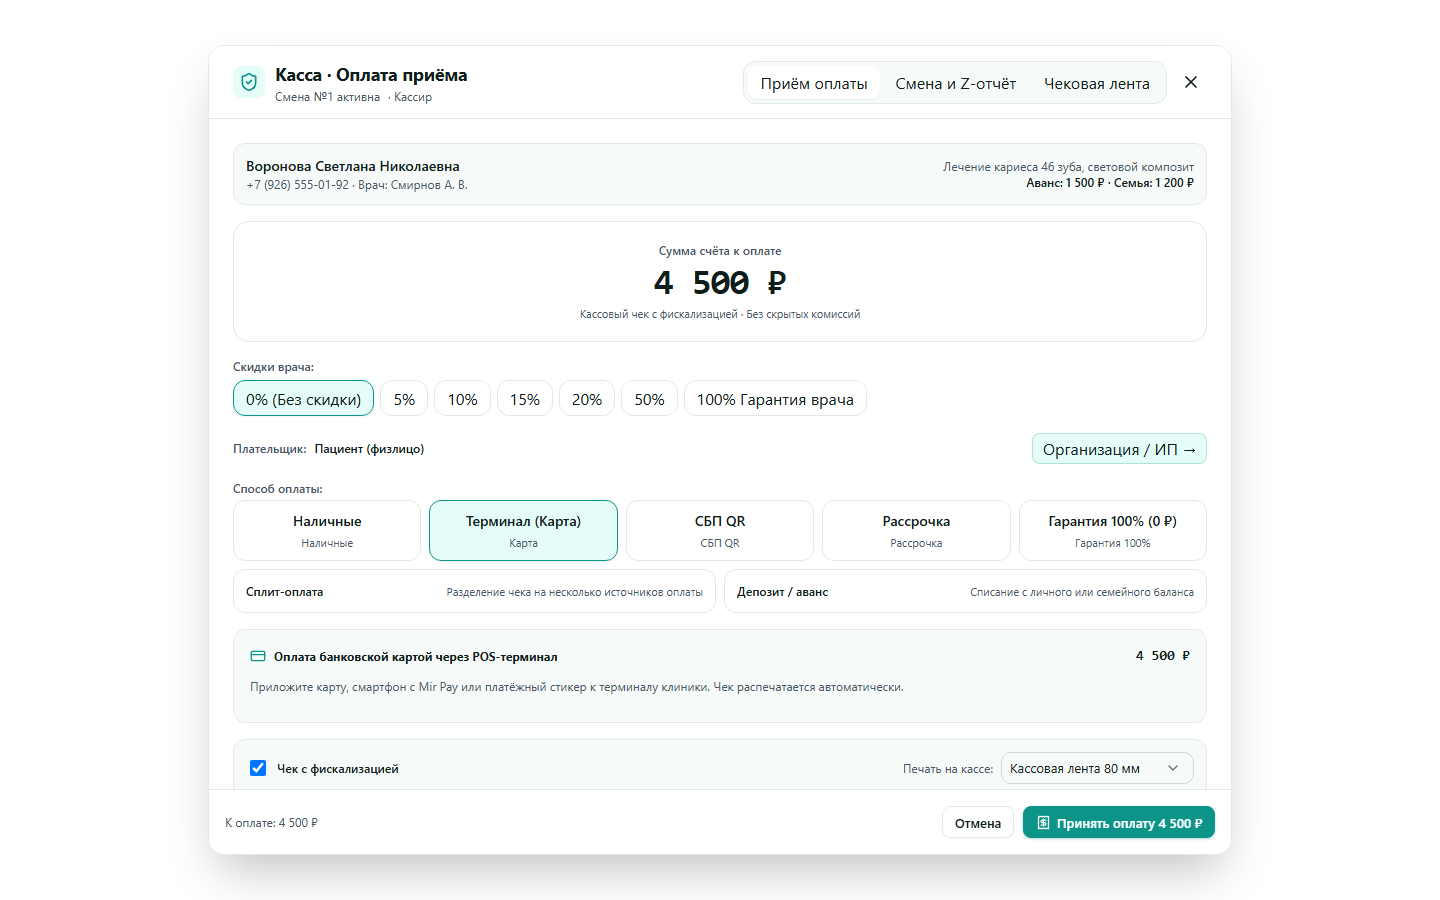 Касса · Оплата приёма
Смена №1 активна · Кассир
Приём оплаты
Смена и Z-отчёт
Чековая лента
Воронова Светлана Николаевна
+7 (926) 555-01-92 · Врач: Смирнов А. В.
Лечение кариеса 46 зуба, световой композит
Аванс: 1 500 ₽ · Семья: 1 200 ₽
Сумма счёта к оплате
4 500 ₽
Кассовый чек с фискализацией · Без скрытых комиссий
Скидки врача:
0% (Без скидки)
5%
10%
15%
20%
50%
100% Гарантия врача
Плательщик: Пациент (физлицо)
Организация / ИП →
Способ оплаты:
Наличные
Наличные
Терминал (Карта)
Карта
СБП QR
СБП QR
Рассрочка
Рассрочка
Гарантия 100% (0 ₽)
Гарантия 100%
Сплит-оплата
Разделение чека на несколько источников оплаты
Депозит / аванс
Списание с личного или семейного баланса
Оплата банковской картой через POS-терминал
4 500 ₽
Приложите карту, смартфон с Mir Pay или платёжный стикер к терминалу клиники. Чек распечатается автоматически.
Чек с фискализацией
Печать на кассе:
Кассовая лента 80 мм
К оплате: 4 500 ₽
Отмена
Принять оплату 4 500 ₽